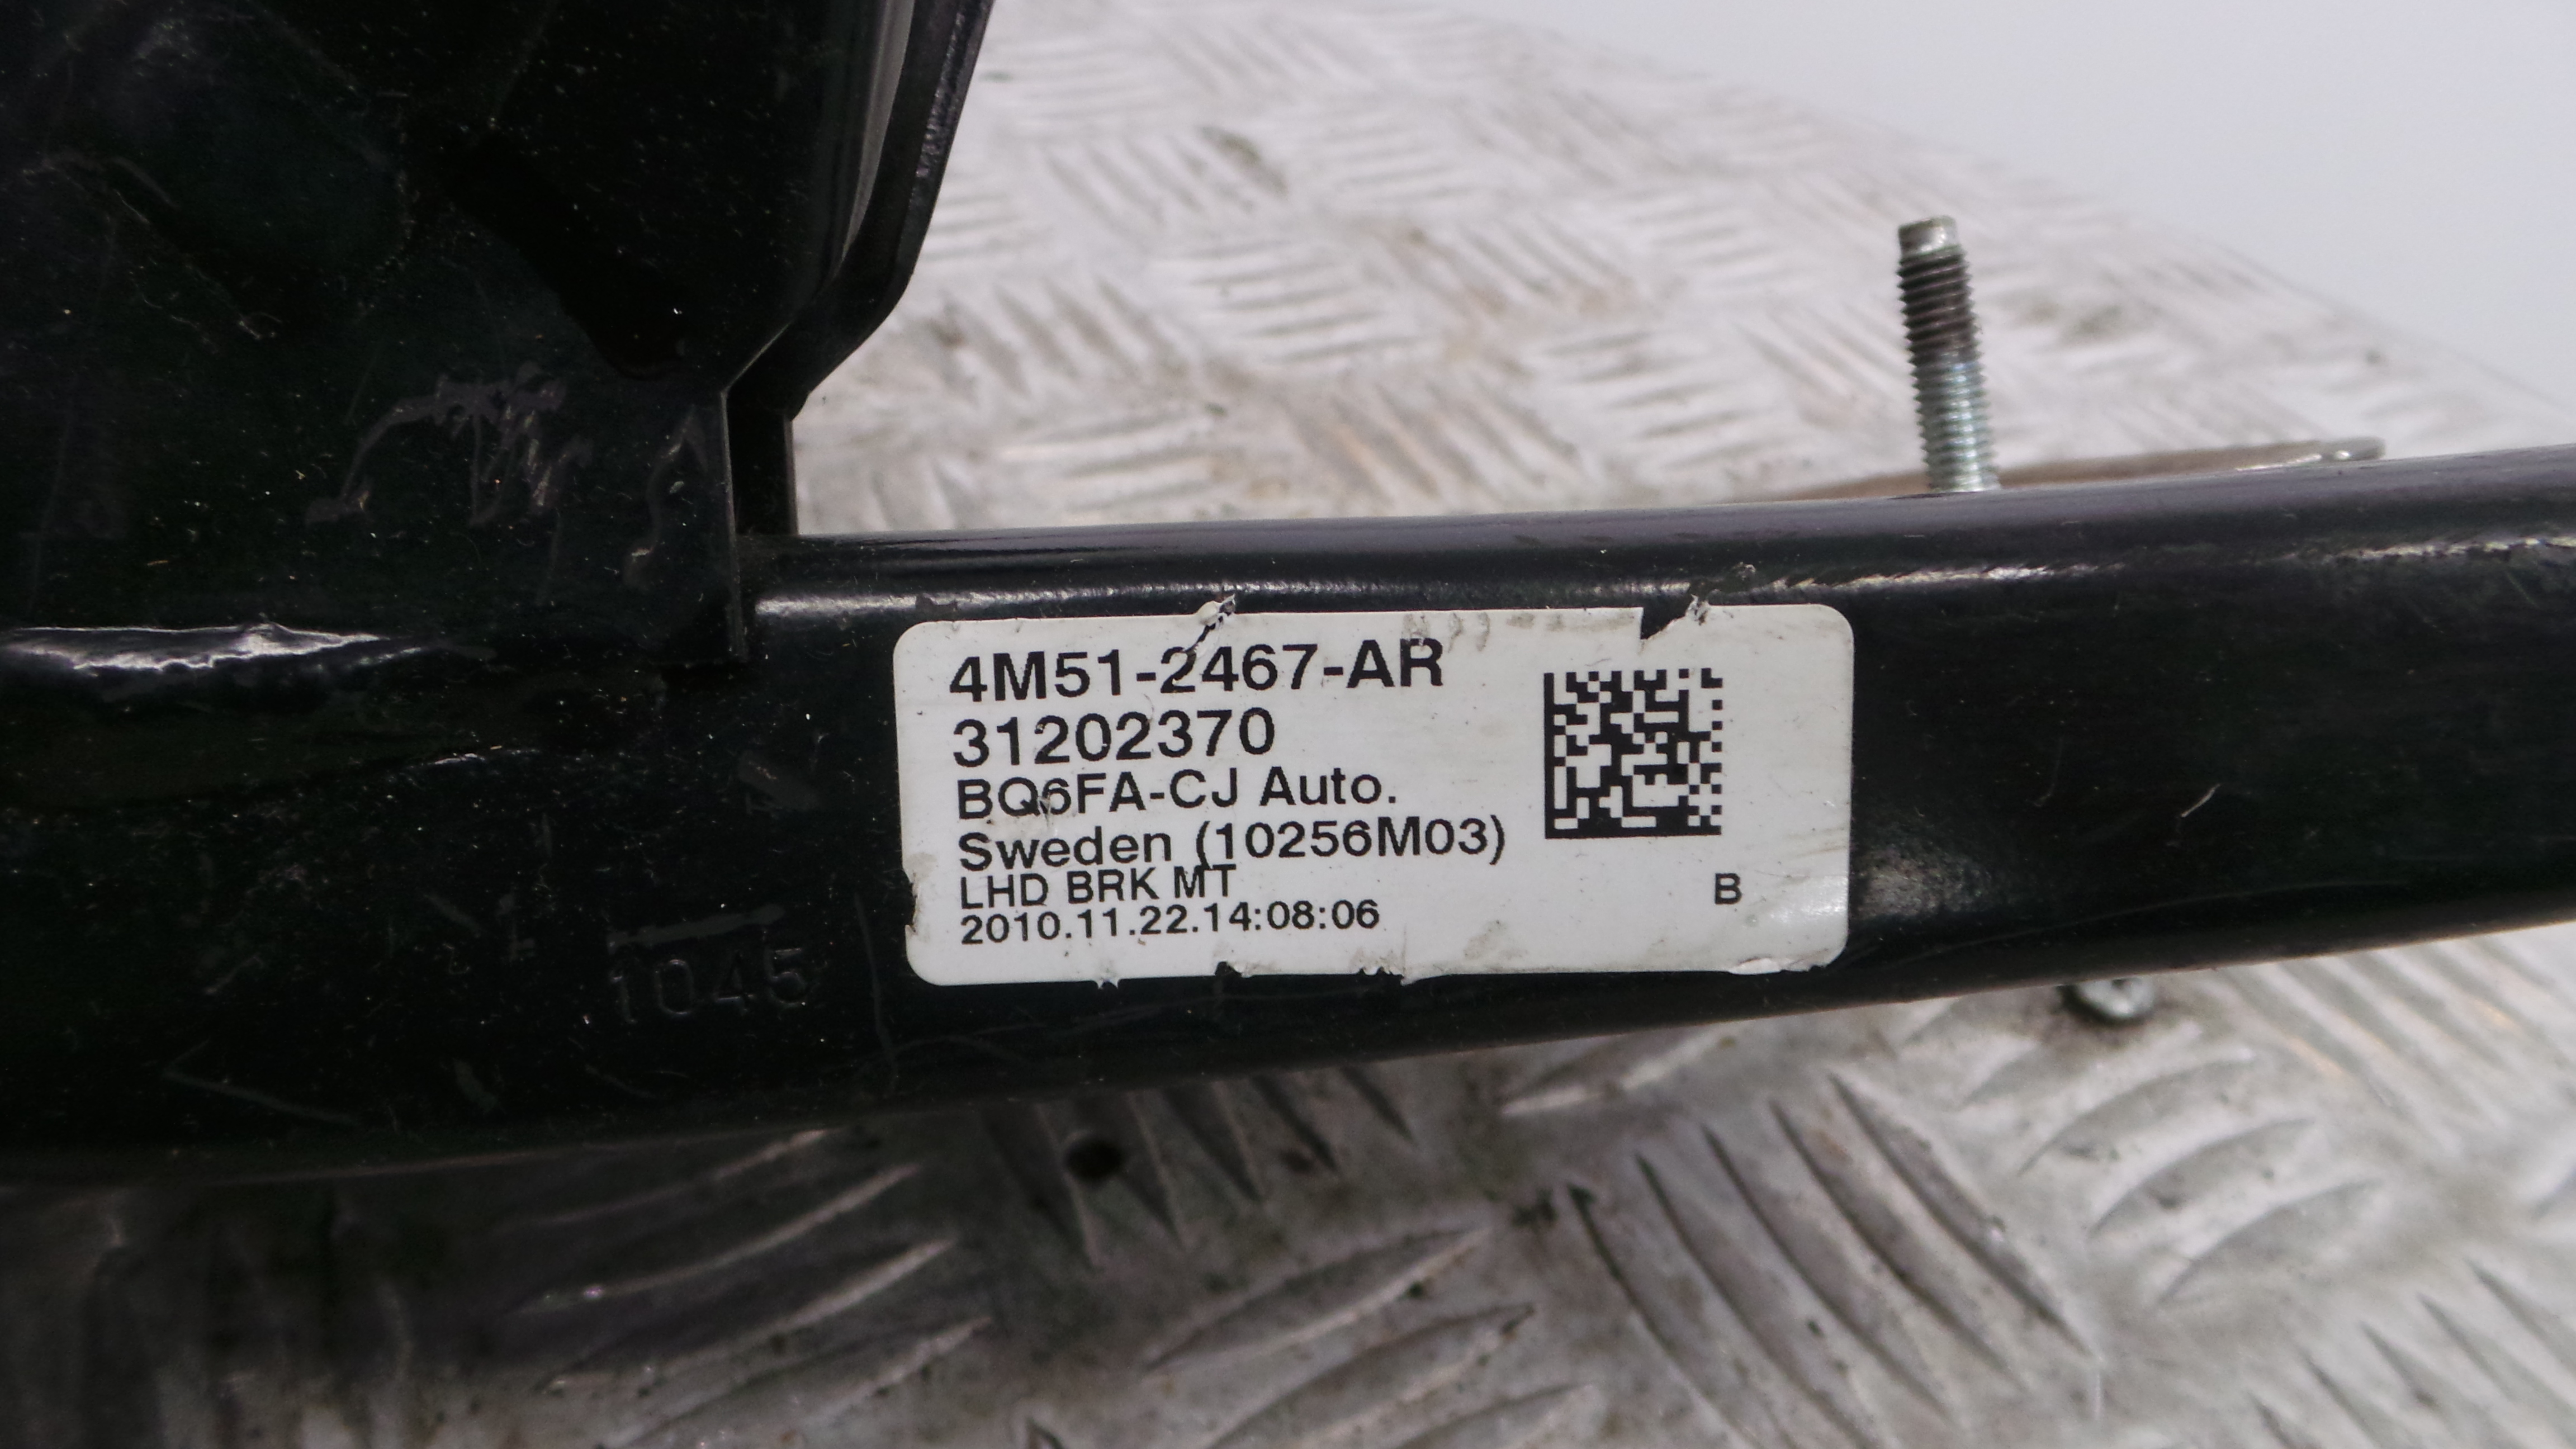 4M51-2467-AR
31202370
BQ6FA-CJ Auto.
Sweden (10256M03)
LHD BRK MT
B
2010.11.22.14:08:06
1045